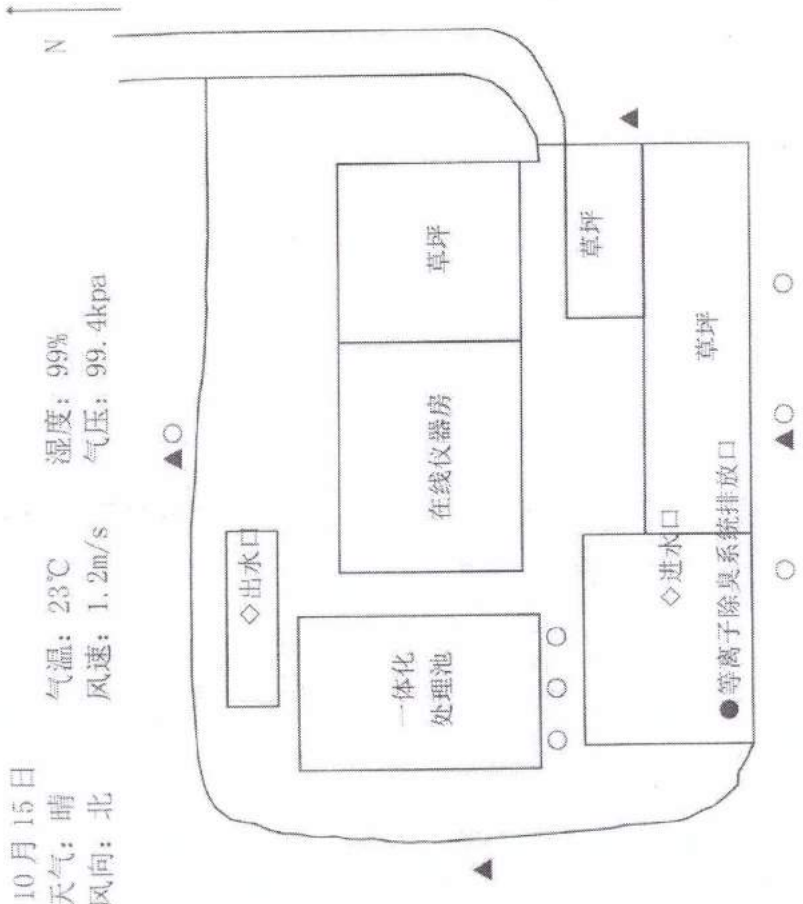 10月15日
天气：晴 气温：23℃ 湿度：99%
风向：北 风速：1.2m/s 气压：99.4kpa
N
◇出水口
一体化
处理池
在线仪器房
草坪
草坪
◇进水口
草坪
●等离子除臭系统排放口